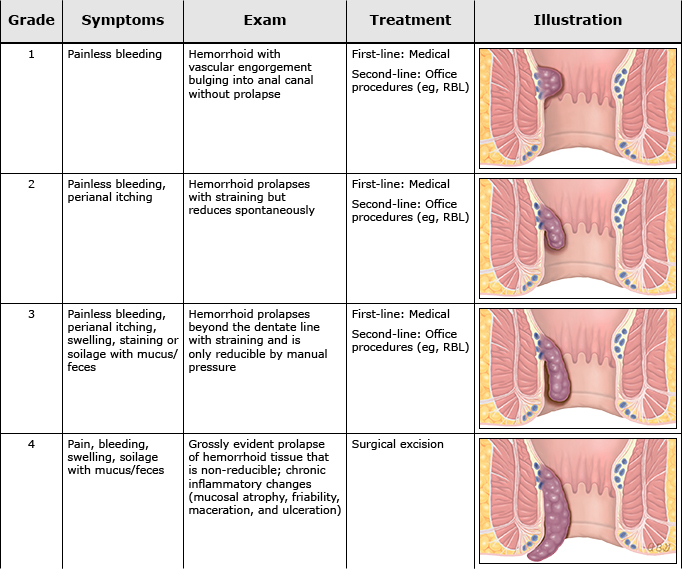 Grade Symptoms Exam Treatment Illustration
1
Painless bleeding
Hemorrhoid with
vascular engorgement
bulging into anal canal
without prolapse
First-line: Medical
Second-line: Office
procedures (eg, RBL)
2
Painless bleeding,
perianal itching
Hemorrhoid prolapses
with straining but
reduces spontaneously
First-line: Medical
Second-line: Office
procedures (eg, RBL)
3
Painless bleeding,
perianal itching,
swelling, staining or
soilage with mucus/
feces
Hemorrhoid prolapses
beyond the dentate line
with straining and is
only reducible by manual
pressure
First-line: Medical
Second-line: Office
procedures (eg, RBL)
4
Pain, bleeding,
swelling, soilage
with mucus/feces
Grossly evident prolapse
of hemorrhoid tissue that
is non-reducible; chronic
inflammatory changes
(mucosal atrophy, friability,
maceration, and ulceration)
Surgical excision